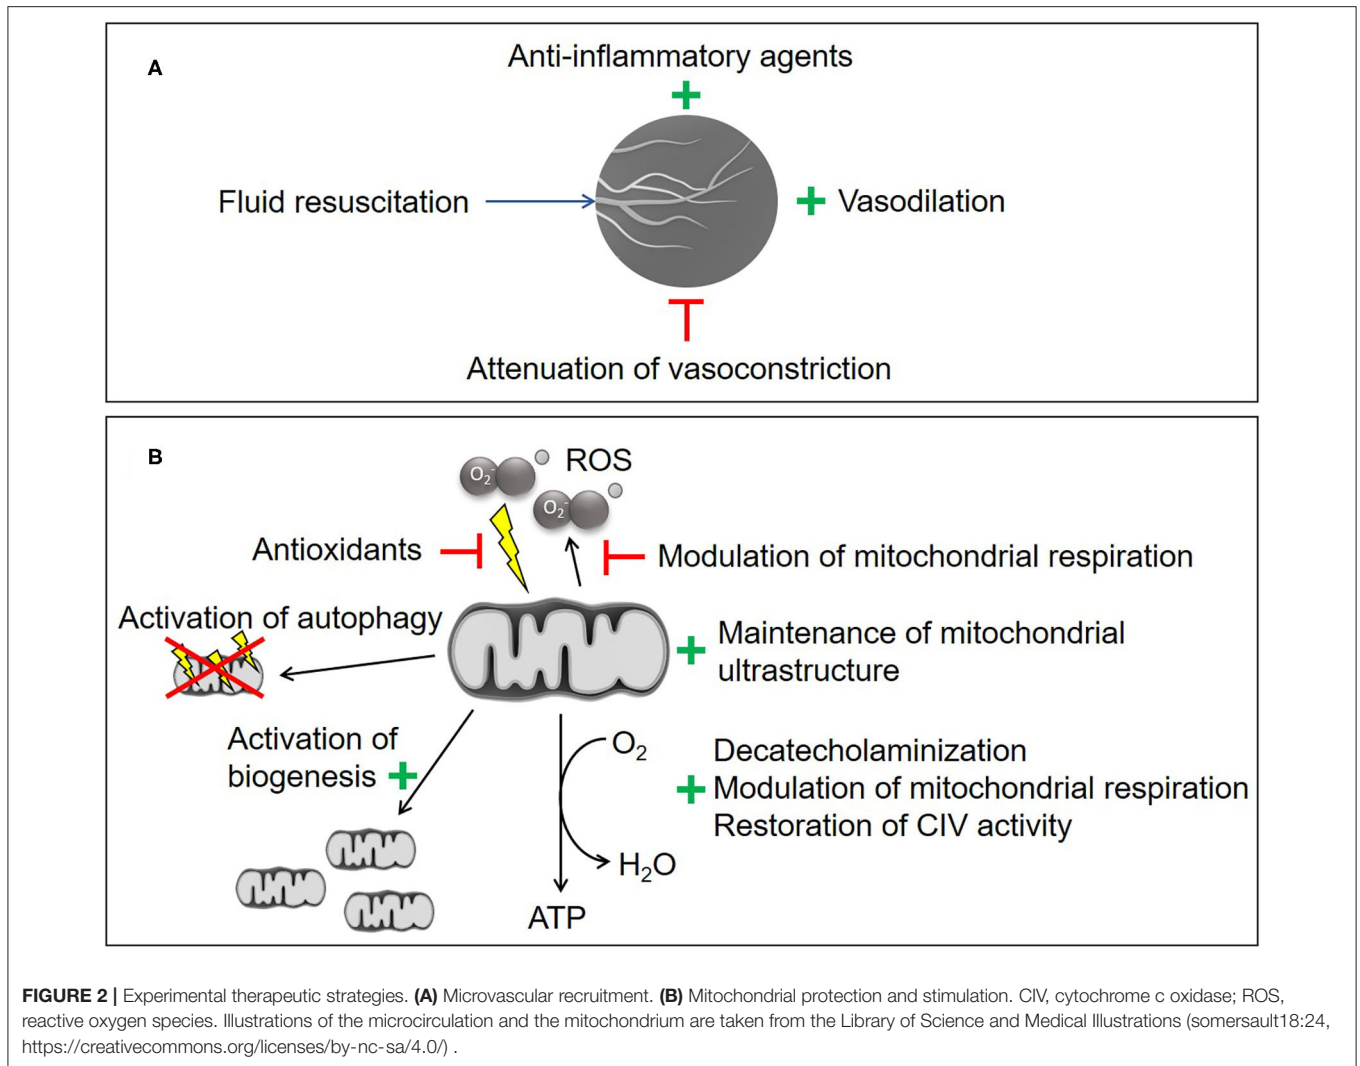 A
Anti-inflammatory agents
Fluid resuscitation
Vasodilation
Attenuation of vasoconstriction
B
ROS
O₂⁻
O₂⁻
Antioxidants
Modulation of mitochondrial respiration
Activation of autophagy
Maintenance of mitochondrial
ultrastructure
Activation of
biogenesis
O₂
Decatecholaminization
Modulation of mitochondrial respiration
Restoration of CIV activity
H₂O
ATP
FIGURE 2 | Experimental therapeutic strategies. (A) Microvascular recruitment. (B) Mitochondrial protection and stimulation. CIV, cytochrome c oxidase; ROS,
reactive oxygen species. Illustrations of the microcirculation and the mitochondrium are taken from the Library of Science and Medical Illustrations (somersault18:24,
https://creativecommons.org/licenses/by-nc-sa/4.0/) .